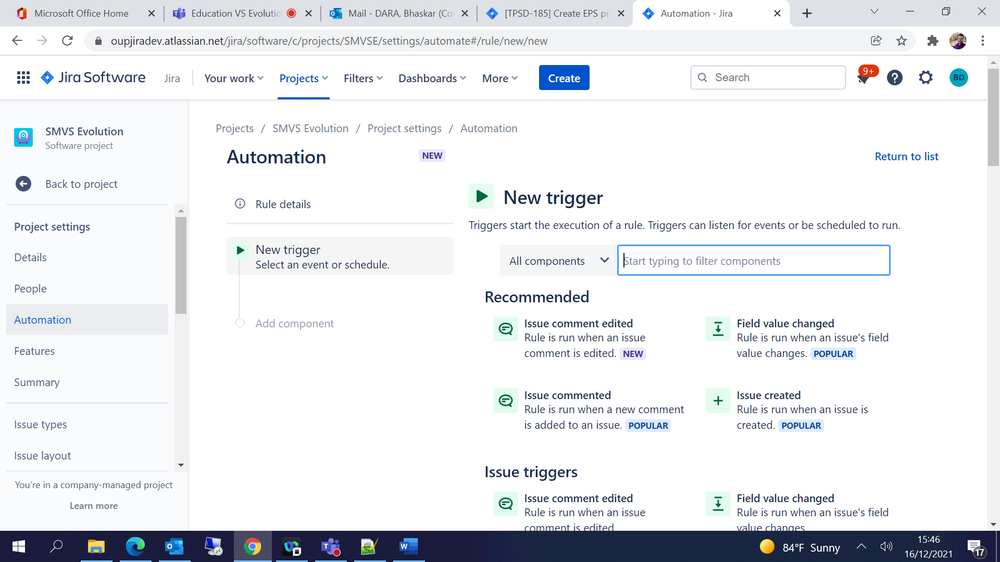 Microsoft Office Home
Education VS Evolutio
Mail - DARA, Bhaskar (Co
[TPSD-185] Create EPS pr
Automation - Jira
oupjiradev.atlassian.net/jira/software/c/projects/SMVSE/settings/automate#/rule/new/new
Jira Software
Jira
Your work
Projects
Filters
Dashboards
More
Create
Search
9+
BD
SMVS Evolution
Software project
Back to project
Project settings
Details
People
Automation
Features
Summary
Issue types
Issue layout
You're in a company-managed project
Learn more
Projects / SMVS Evolution / Project settings / Automation
Automation
NEW
Return to list
Rule details
New trigger
Select an event or schedule.
Add component
New trigger
Triggers start the execution of a rule. Triggers can listen for events or be scheduled to run.
All components
Start typing to filter components
Recommended
Issue comment edited
Rule is run when an issue
comment is edited. NEW
Field value changed
Rule is run when an issue's field
value changes. POPULAR
Issue commented
Rule is run when a new comment
is added to an issue. POPULAR
Issue created
Rule is run when an issue is
created. POPULAR
Issue triggers
Issue comment edited
Rule is run when an issue
comment is edited
Field value changed
Rule is run when an issue's field
value changes
84°F Sunny
15:46
16/12/2021
17